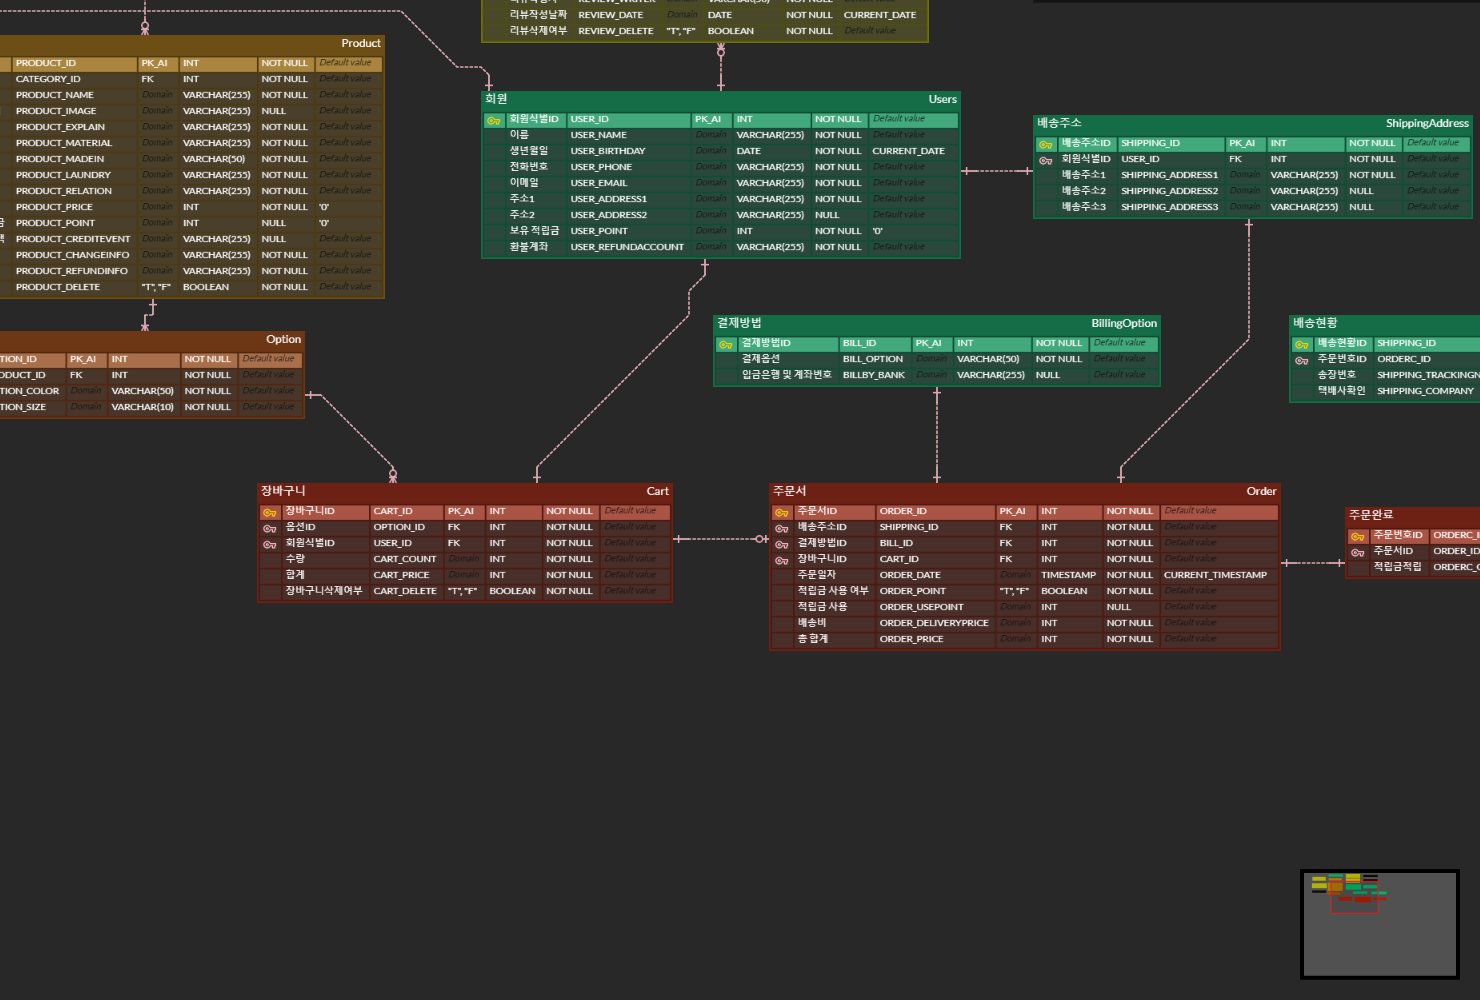 리뷰작성날짜 REVIEW_DATE Domain DATE NOT NULL CURRENT_DATE
리뷰삭제여부 REVIEW_DELETE "T", "F" BOOLEAN NOT NULL Default value
Product
PRODUCT_ID PK_AI INT NOT NULL Default value
CATEGORY_ID FK INT NOT NULL Default value
PRODUCT_NAME Domain VARCHAR(255) NOT NULL Default value
PRODUCT_IMAGE Domain VARCHAR(255) NULL Default value
PRODUCT_EXPLAIN Domain VARCHAR(255) NOT NULL Default value
PRODUCT_MATERIAL Domain VARCHAR(255) NOT NULL Default value
PRODUCT_MADEIN Domain VARCHAR(50) NOT NULL Default value
PRODUCT_LAUNDRY Domain VARCHAR(255) NOT NULL Default value
PRODUCT_RELATION Domain VARCHAR(255) NOT NULL Default value
PRODUCT_PRICE Domain INT NOT NULL '0'
금 PRODUCT_POINT Domain INT NULL '0'
택 PRODUCT_CREDITEVENT Domain VARCHAR(255) NULL Default value
PRODUCT_CHANGEINFO Domain VARCHAR(255) NOT NULL Default value
PRODUCT_REFUNDINFO Domain VARCHAR(255) NOT NULL Default value
PRODUCT_DELETE "T", "F" BOOLEAN NOT NULL Default value
회원 Users
회원식별ID USER_ID PK_AI INT NOT NULL Default value
이름 USER_NAME Domain VARCHAR(255) NOT NULL Default value
생년월일 USER_BIRTHDAY Domain DATE NOT NULL CURRENT_DATE
전화번호 USER_PHONE Domain VARCHAR(255) NOT NULL Default value
이메일 USER_EMAIL Domain VARCHAR(255) NOT NULL Default value
주소1 USER_ADDRESS1 Domain VARCHAR(255) NOT NULL Default value
주소2 USER_ADDRESS2 Domain VARCHAR(255) NULL Default value
보유 적립금 USER_POINT Domain INT NOT NULL '0'
환불계좌 USER_REFUNDACCOUNT Domain VARCHAR(255) NOT NULL Default value
배송주소 ShippingAddress
배송주소ID SHIPPING_ID PK_AI INT NOT NULL Default value
회원식별ID USER_ID FK INT NOT NULL Default value
배송주소1 SHIPPING_ADDRESS1 Domain VARCHAR(255) NOT NULL Default value
배송주소2 SHIPPING_ADDRESS2 Domain VARCHAR(255) NULL Default value
배송주소3 SHIPPING_ADDRESS3 Domain VARCHAR(255) NULL Default value
Option
TION_ID PK_AI INT NOT NULL Default value
ODUCT_ID FK INT NOT NULL Default value
TION_COLOR Domain VARCHAR(50) NOT NULL Default value
TION_SIZE Domain VARCHAR(10) NOT NULL Default value
결제방법 BillingOption
결제방법ID BILL_ID PK_AI INT NOT NULL Default value
결제옵션 BILL_OPTION Domain VARCHAR(50) NOT NULL Default value
입금은행 및 계좌번호 BILLBY_BANK Domain VARCHAR(255) NULL Default value
배송현황
배송현황ID SHIPPING_ID
주문번호ID ORDERC_ID
송장번호 SHIPPING_TRACKINGN
택배사확인 SHIPPING_COMPANY
장바구니 Cart
장바구니ID CART_ID PK_AI INT NOT NULL Default value
옵션ID OPTION_ID FK INT NOT NULL Default value
회원식별ID USER_ID FK INT NOT NULL Default value
수량 CART_COUNT Domain INT NOT NULL Default value
합계 CART_PRICE Domain INT NOT NULL Default value
장바구니삭제여부 CART_DELETE "T", "F" BOOLEAN NOT NULL Default value
주문서 Order
주문서ID ORDER_ID PK_AI INT NOT NULL Default value
배송주소ID SHIPPING_ID FK INT NOT NULL Default value
결제방법ID BILL_ID FK INT NOT NULL Default value
장바구니ID CART_ID FK INT NOT NULL Default value
주문일자 ORDER_DATE Domain TIMESTAMP NOT NULL CURRENT_TIMESTAMP
적립금 사용 여부 ORDER_POINT "T", "F" BOOLEAN NOT NULL Default value
적립금 사용 ORDER_USEPOINT Domain INT NULL Default value
배송비 ORDER_DELIVERYPRICE Domain INT NOT NULL Default value
총 합계 ORDER_PRICE Domain INT NOT NULL Default value
주문완료
주문번호ID ORDERC_I
주문서ID ORDER_ID
적립금적립 ORDERC_